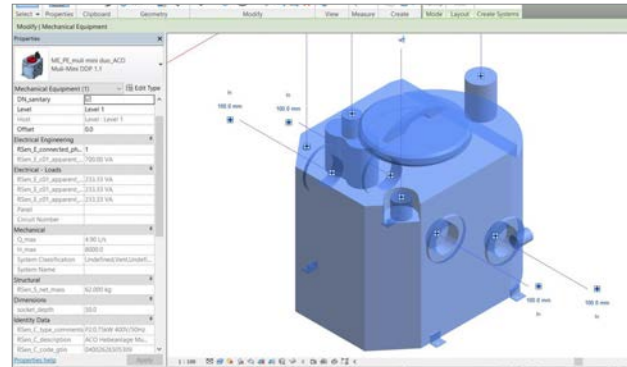 Select ▾ Properties Clipboard Geometry Modify View Measure Create Mode Layout Create Systems
Modify | Mechanical Equipment
Properties
ME_PE_muli mini duo_ACO
Muli-Mini
DDP 1.1
Mechanical Equipment (1)
Edit Type
DN_sanitary
Level Level 1
Host Level : Level 1
Offset 0.0
Electrical Engineering
RSen_E_connected_ph... 1
RSen_E_c01_apparent_... 700.00 VA
Electrical - Loads
RSen_E_c01_apparent_... 233.33 VA
RSen_E_c01_apparent_... 233.33 VA
RSen_E_c01_apparent_... 233.33 VA
Panel
Circuit Number
Mechanical
Q_max 4.00 L/s
H_max 8000.0
System Classification Undefined,Vent,Undefi...
System Name
Structural
RSen_S_net_mass 62.000 kg
Dimensions
socket_depth 50.0
Identity Data
RSen_C_type_comments
RSen_C_description ACO Hebeanlage Mu...
RSen_C_code_gtin
Properties help Apply
100.0 mm
100.0 mm
100.0 mm
100.0 mm
1 : 100